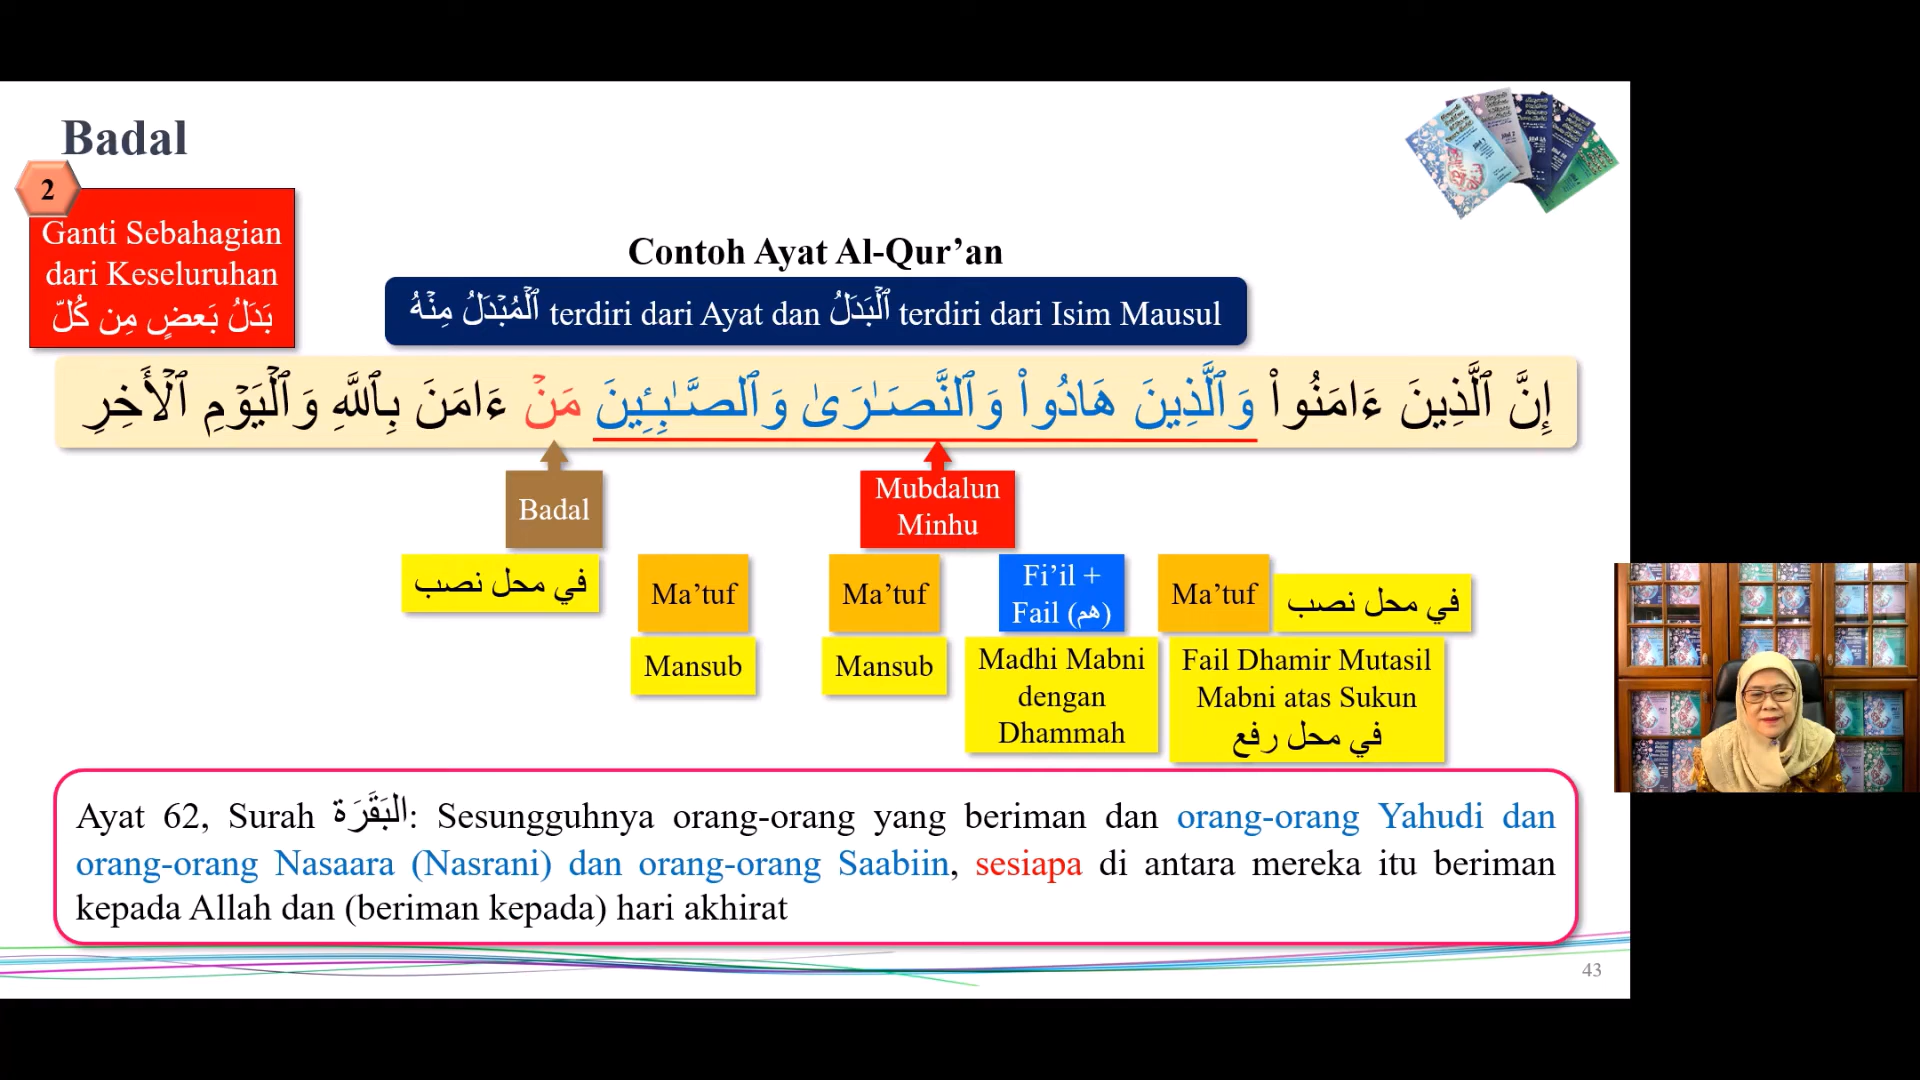 Badal
2
Ganti Sebahagian
dari Keseluruhan
بَدَلُ بَعضٍ مِن كُلّ
Contoh Ayat Al-Qur’an
ٱلۡمُبۡدَلُ مِنۡهُ terdiri dari Ayat dan ٱلۡبَدَلُ terdiri dari Isim Mausul
إِنَّ ٱلَّذِينَ ءَامَنُواْ وَٱلَّذِينَ هَادُواْ وَٱلنَّصَـٰرَىٰ وَٱلصَّـٰبِـِٔينَ مَنۡ ءَامَنَ بِٱللَّهِ وَٱلۡيَوۡمِ ٱلۡأَخِرِ
Badal
Mubdalun
Minhu
في محل نصب
Ma’tuf
Ma’tuf
Fi’il +
Fail (هم)
Ma’tuf
في محل نصب
Mansub
Mansub
Madhi Mabni
dengan
Dhammah
Fail Dhamir Mutasil
Mabni atas Sukun
في محل رفع
Ayat 62, Surah البَقَرَة: Sesungguhnya orang-orang yang beriman dan orang-orang Yahudi dan
orang-orang Nasaara (Nasrani) dan orang-orang Saabiin, sesiapa di antara mereka itu beriman
kepada Allah dan (beriman kepada) hari akhirat
43